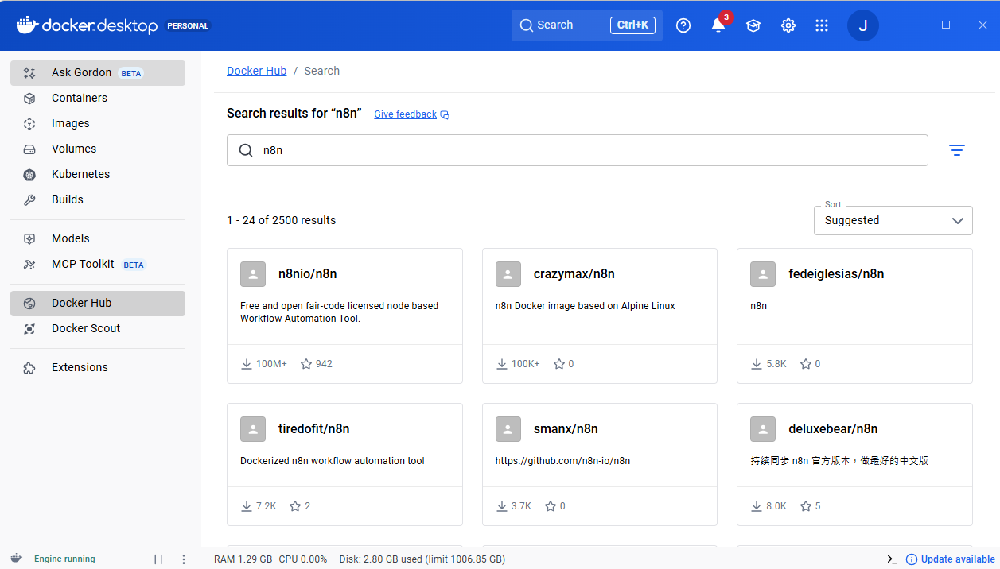 docker.desktop PERSONAL
Search Ctrl+K
3
J
Ask Gordon BETA
Containers
Images
Volumes
Kubernetes
Builds
Models
MCP Toolkit BETA
Docker Hub
Docker Scout
Extensions
Docker Hub / Search
Search results for “n8n” Give feedback
n8n
1 - 24 of 2500 results
Sort
Suggested
n8nio/n8n
Free and open fair-code licensed node based
Workflow Automation Tool.
100M+ 942
crazymax/n8n
n8n Docker image based on Alpine Linux
100K+ 0
fedeiglesias/n8n
n8n
5.8K 0
tiredofit/n8n
Dockerized n8n workflow automation tool
7.2K 2
smanx/n8n
https://github.com/n8n-io/n8n
3.7K 0
deluxebear/n8n
持续同步 n8n 官方版本，做最好的中文版
8.0K 5
Engine running
RAM 1.29 GB CPU 0.00% Disk: 2.80 GB used (limit 1006.85 GB)
Update available